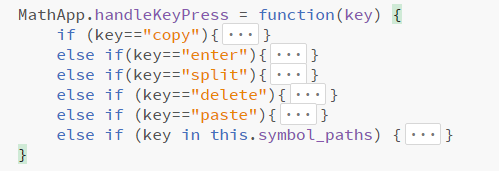 MathApp.handleKeyPress = function(key) {
if (key=="copy"){ ... }
else if(key=="enter"){ ... }
else if(key=="split"){ ... }
else if (key=="delete"){ ... }
else if (key=="paste"){ ... }
else if (key in this.symbol_paths) { ... }
}